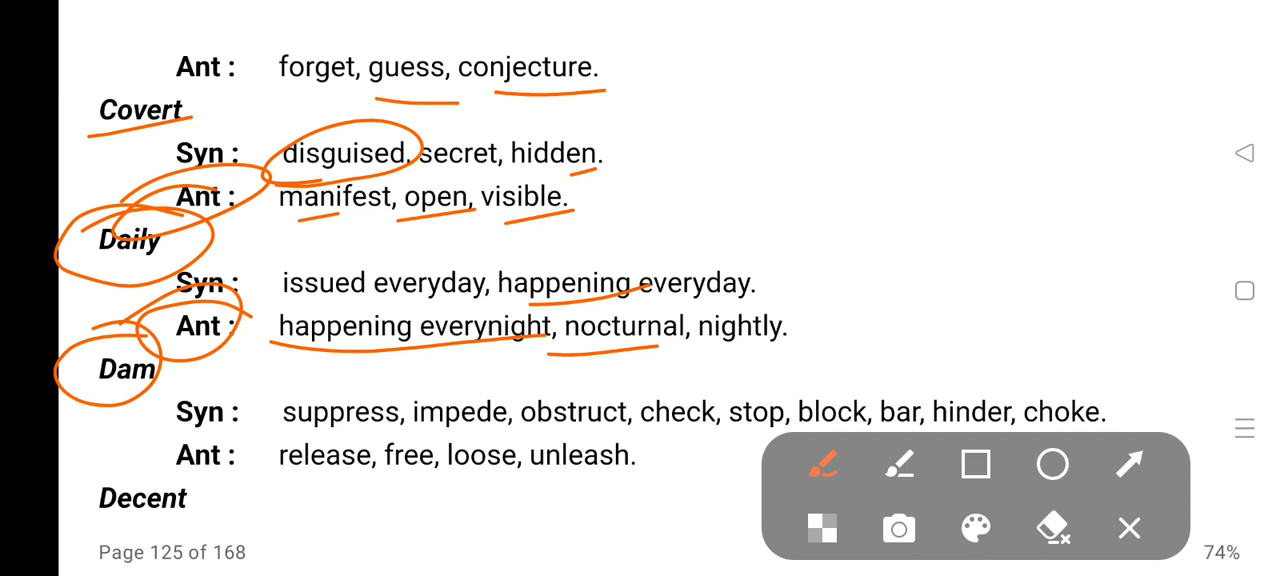 Ant : forget, guess, conjecture.
Covert
Syn : disguised, secret, hidden.
Ant : manifest, open, visible.
Daily
Syn : issued everyday, happening everyday.
Ant : happening everynight, nocturnal, nightly.
Dam
Syn : suppress, impede, obstruct, check, stop, block, bar, hinder, choke.
Ant : release, free, loose, unleash.
Decent
Page 125 of 168 74%